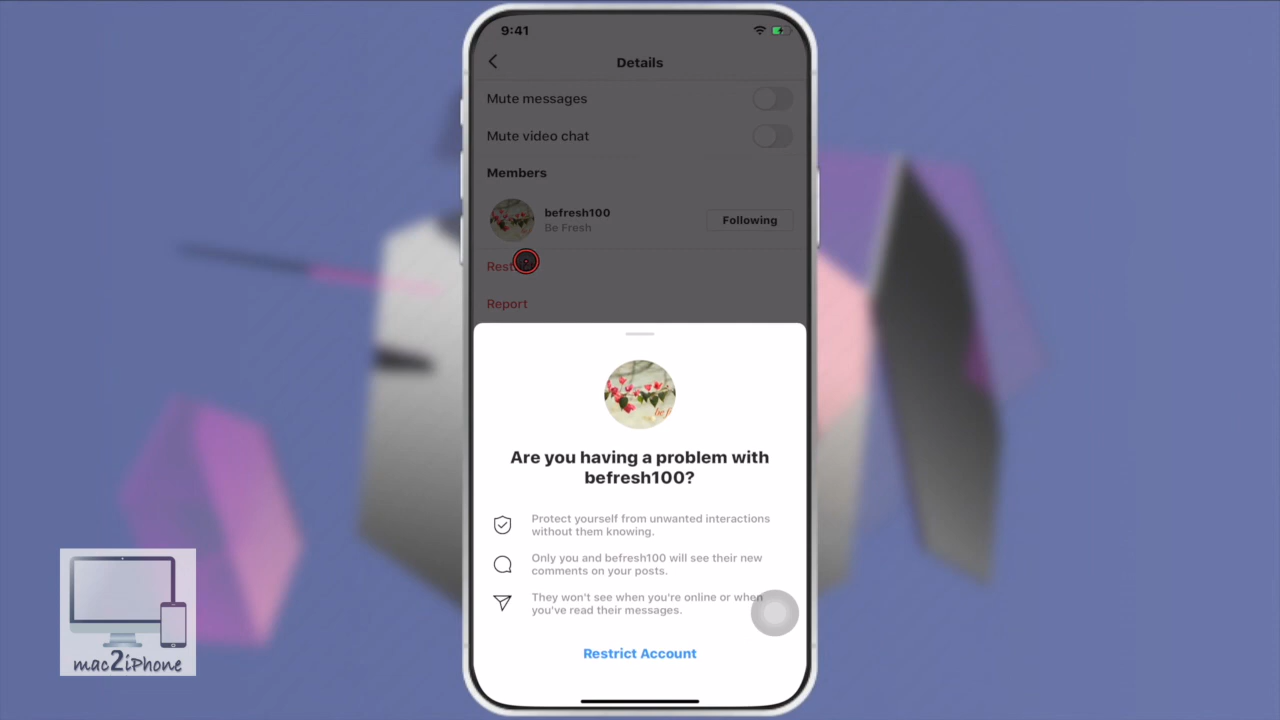 9:41
Details
Mute messages
Mute video chat
Members
befresh100
Be Fresh
Following
Restrict
Report
Are you having a problem with
befresh100?
Protect yourself from unwanted interactions
without them knowing.
Only you and befresh100 will see their new
comments on your posts.
They won't see when you're online or when
you've read their messages.
Restrict Account
mac2iPhone